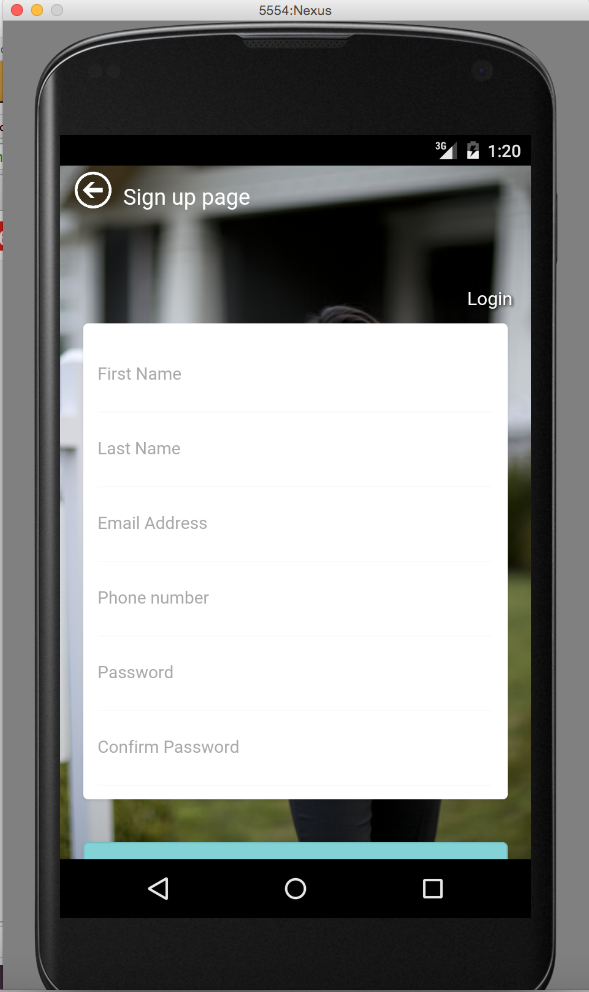 5554:Nexus
3G 1:20
Sign up page
Login
First Name
Last Name
Email Address
Phone number
Password
Confirm Password